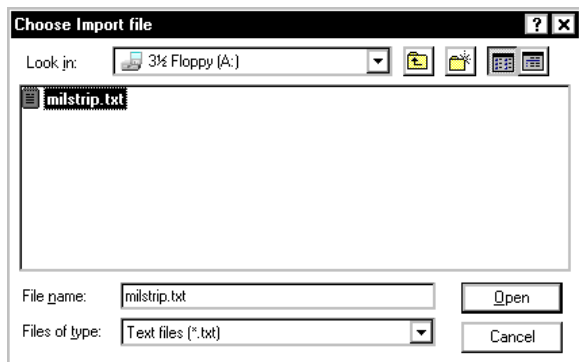 Choose Import file ? X
Look in: 3½ Floppy (A:)
milstrip.txt
File name: milstrip.txt Open
Files of type: Text files (*.txt) Cancel